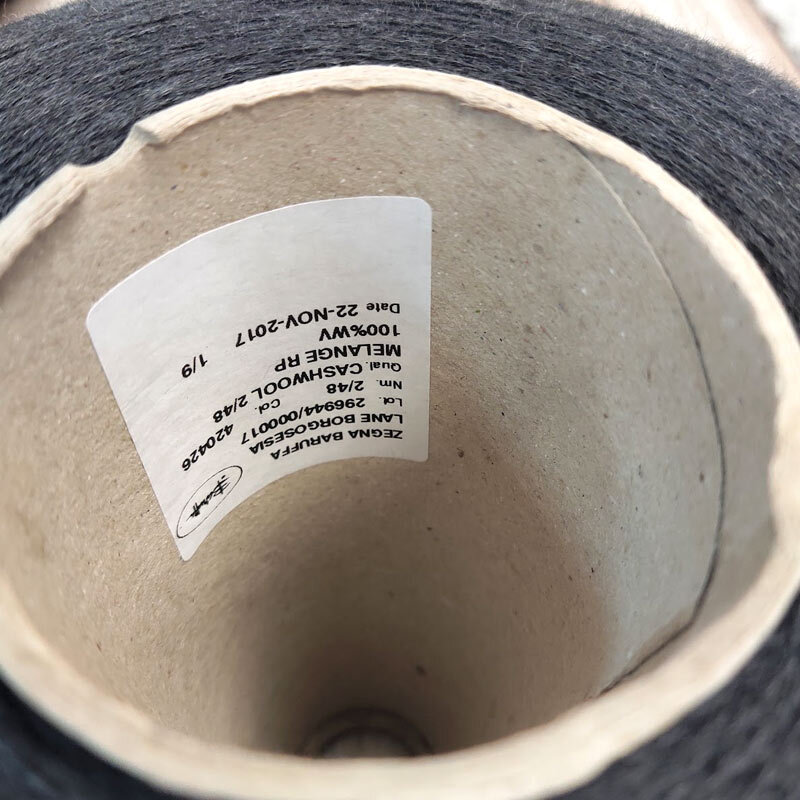 ZEGNA BARUFFA
LANE BORGOSESIA
Lot. 296944/000017 420426
Nm. 2/48 Col.
Qual. CASHWOOL 2/48
MELANGE RP
100%WV
Date 22-NOV-2017 1/9